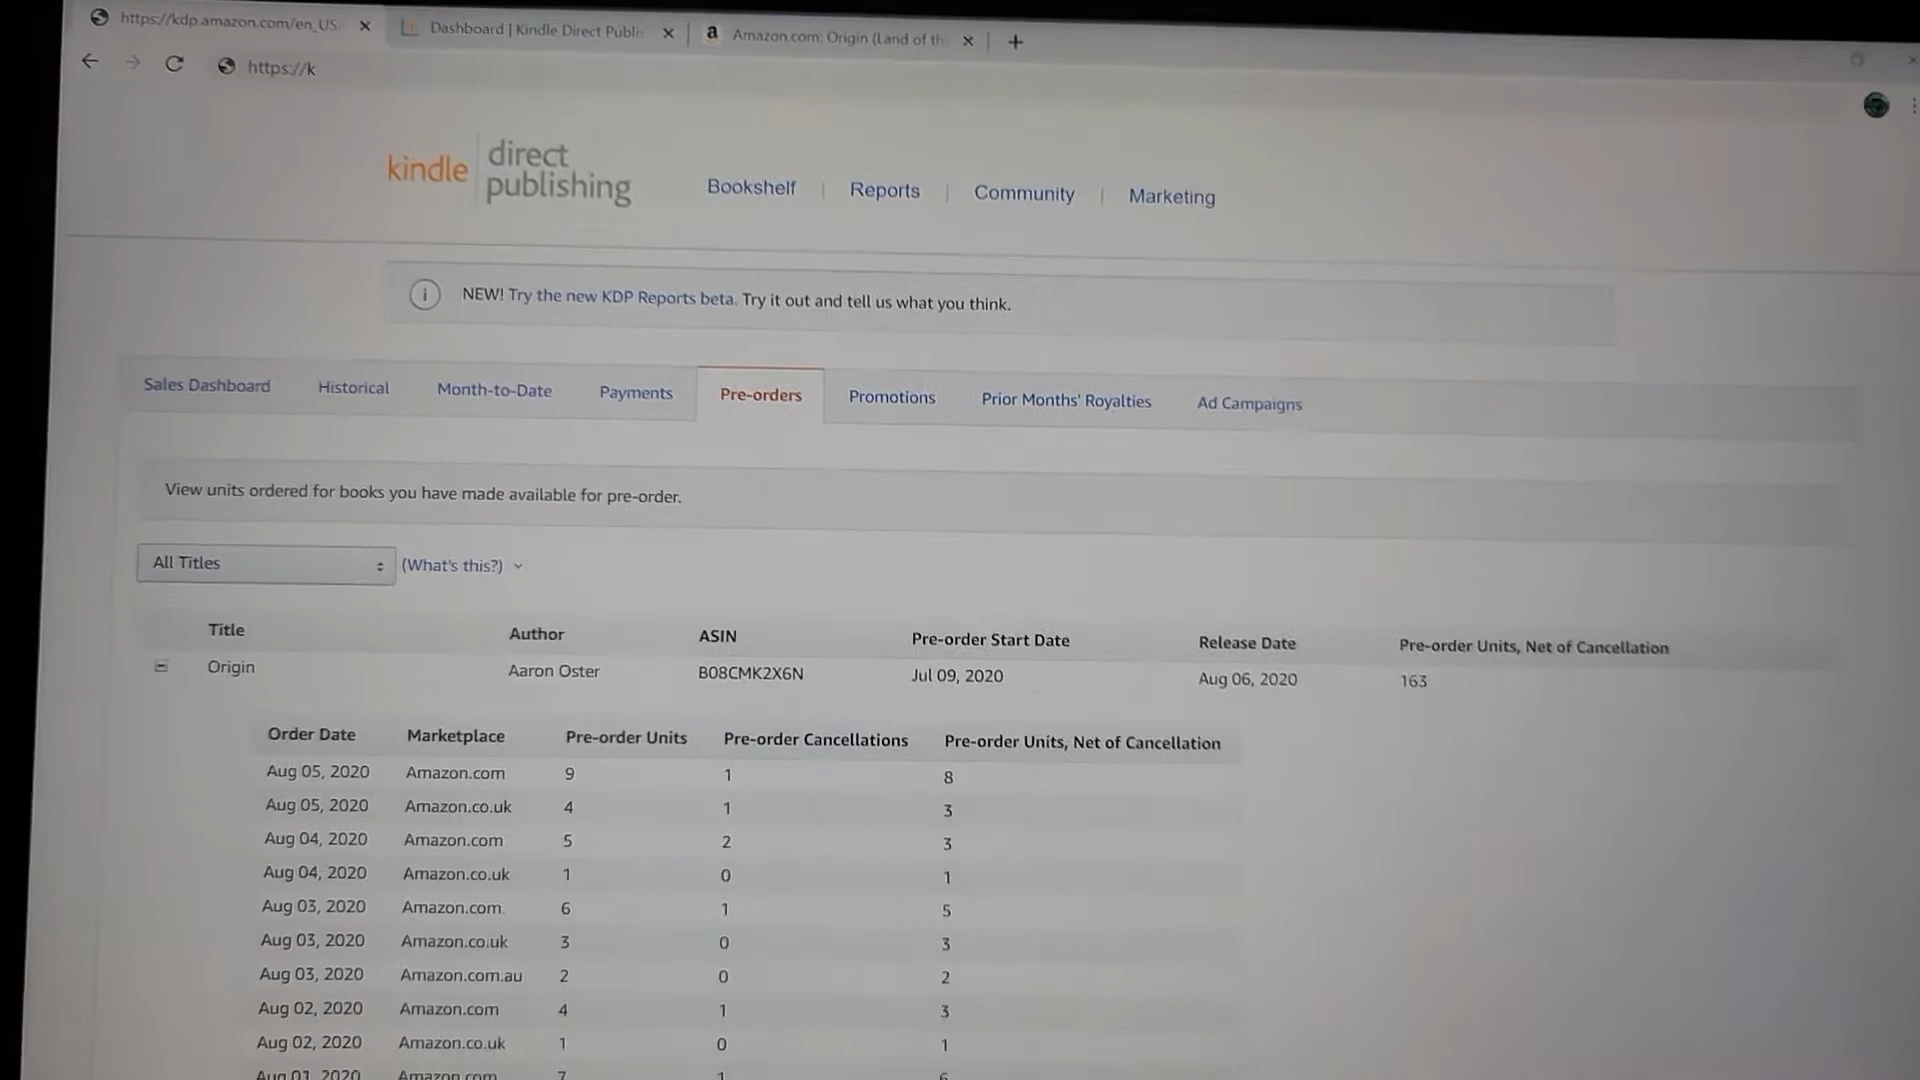 https://kdp.amazon.com/en_US
Dashboard | Kindle Direct Publis
Amazon.com: Origin (Land of th
https://k
kindle direct publishing
Bookshelf | Reports | Community | Marketing
NEW! Try the new KDP Reports beta. Try it out and tell us what you think.
Sales Dashboard Historical Month-to-Date Payments Pre-orders Promotions Prior Months' Royalties Ad Campaigns
View units ordered for books you have made available for pre-order.
All Titles (What's this?)
Title Author ASIN Pre-order Start Date Release Date Pre-order Units, Net of Cancellation
Origin Aaron Oster B08CMK2X6N Jul 09, 2020 Aug 06, 2020 163
Order Date Marketplace Pre-order Units Pre-order Cancellations Pre-order Units, Net of Cancellation
Aug 05, 2020 Amazon.com 9 1 8
Aug 05, 2020 Amazon.co.uk 4 1 3
Aug 04, 2020 Amazon.com 5 2 3
Aug 04, 2020 Amazon.co.uk 1 0 1
Aug 03, 2020 Amazon.com 6 1 5
Aug 03, 2020 Amazon.co.uk 3 0 3
Aug 03, 2020 Amazon.com.au 2 0 2
Aug 02, 2020 Amazon.com 4 1 3
Aug 02, 2020 Amazon.co.uk 1 0 1
Aug 01, 2020 Amazon.com 7 1 6